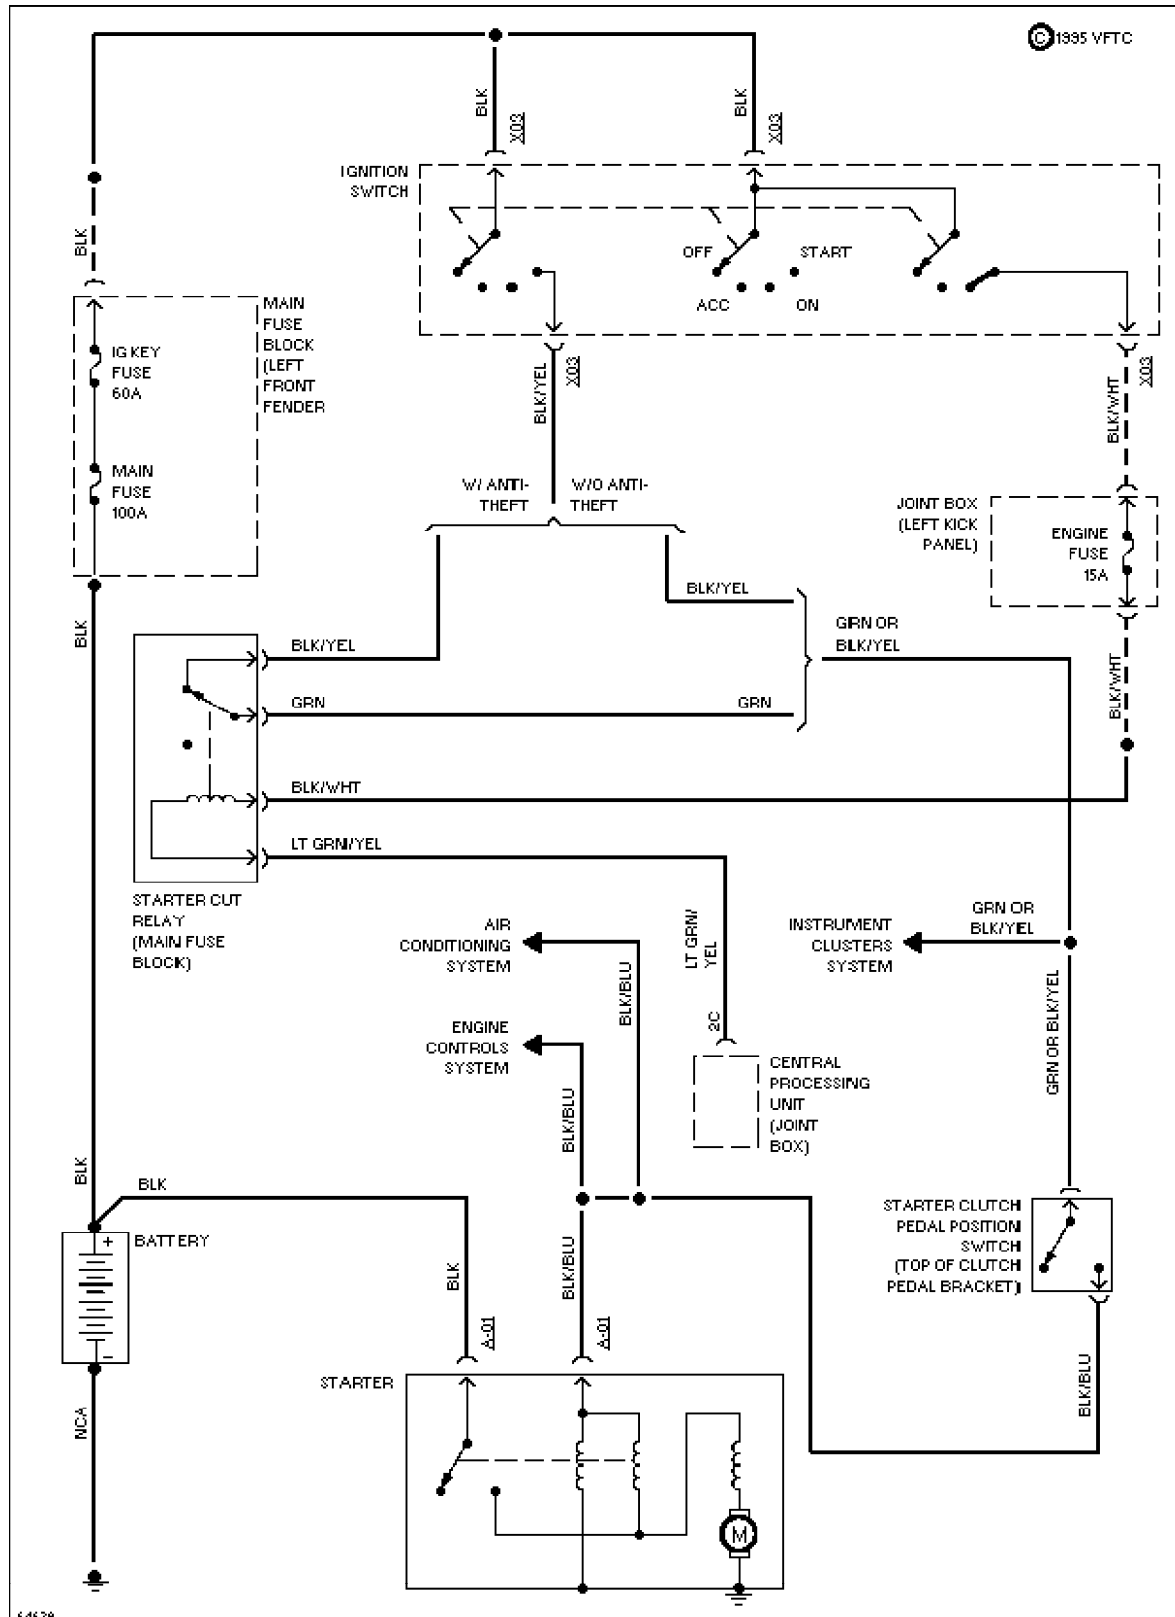 © 1995 VFTC
BLK
X03
BLK
X03
IGNITION
SWITCH
BLK
OFF
START
ACC
ON
MAIN
FUSE
BLOCK
(LEFT
FRONT
FENDER
IG KEY
FUSE
60A
MAIN
FUSE
100A
BLK/YEL
X03
BLK/WHT
X03
W/ ANTI-
THEFT
W/O ANTI-
THEFT
JOINT BOX
(LEFT KICK
PANEL)
ENGINE
FUSE
15A
BLK
BLK/YEL
BLK/YEL
GRN OR
BLK/YEL
BLK/WHT
GRN
GRN
BLK/WHT
LT GRN/YEL
STARTER CUT
RELAY
(MAIN FUSE
BLOCK)
AIR
CONDITIONING
SYSTEM
BLK/BLU
LT GRN/
YEL
INSTRUMENT
CLUSTERS
SYSTEM
GRN OR
BLK/YEL
GRN OR BLK/YEL
2C
ENGINE
CONTROLS
SYSTEM
BLK/BLU
CENTRAL
PROCESSING
UNIT
(JOINT
BOX)
BLK
BLK
STARTER CLUTCH
PEDAL POSITION
SWITCH
(TOP OF CLUTCH
PEDAL BRACKET)
+
BATTERY
-
BLK
A-01
BLK/BLU
A-01
STARTER
NCA
BLK/BLU
M